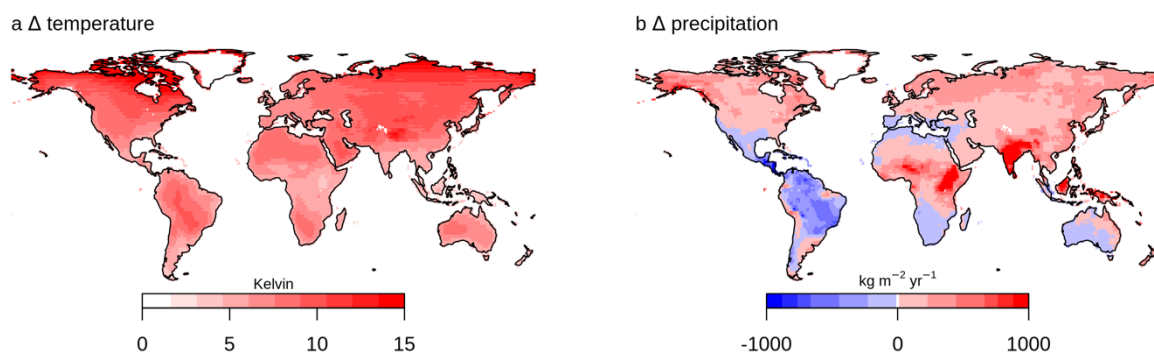 a Δ temperature
b Δ precipitation
Kelvin
0 5 10 15
kg m⁻² yr⁻¹
-1000 0 1000